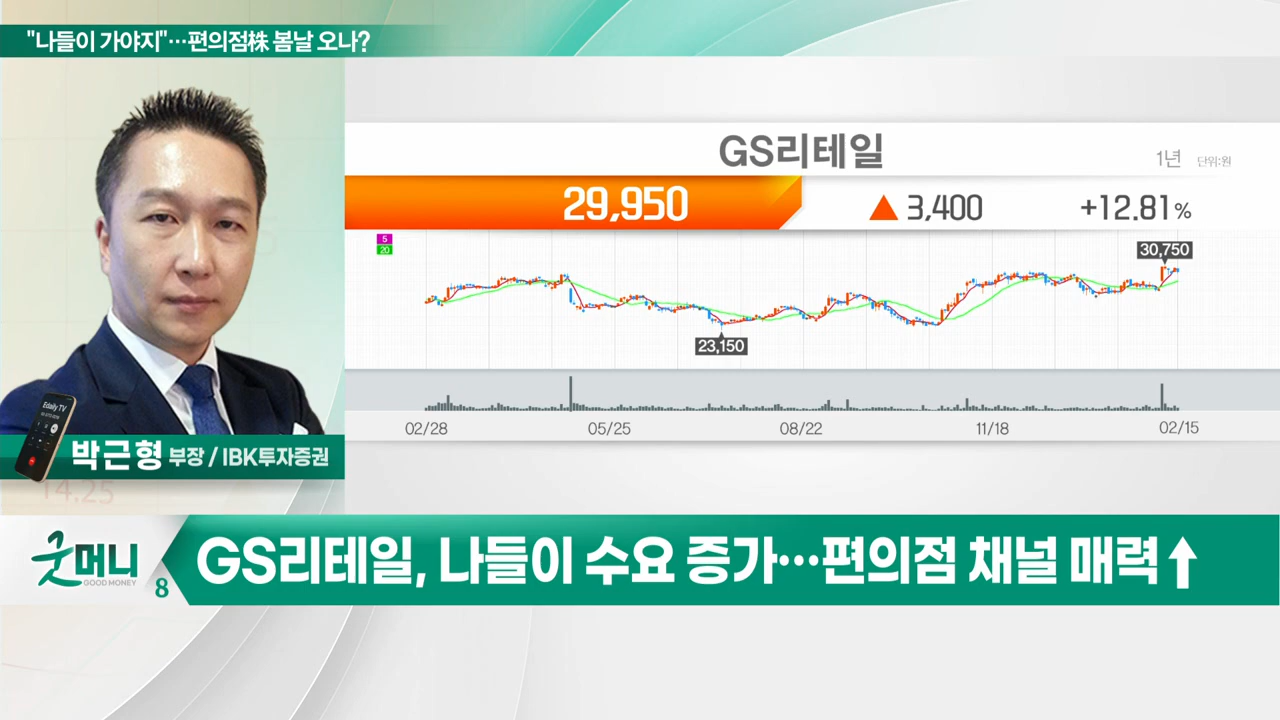 "나들이 가야지"…편의점株 봄날 오나?
GS리테일
1년 단위:원
29,950 ▲ 3,400 +12.81%
5
20
30,750
23,150
02/28 05/25 08/22 11/18 02/15
Edaily TV
박근형 부장 / IBK투자증권
14.25
굿머니
GOOD MONEY
8
GS리테일, 나들이 수요 증가…편의점 채널 매력↑